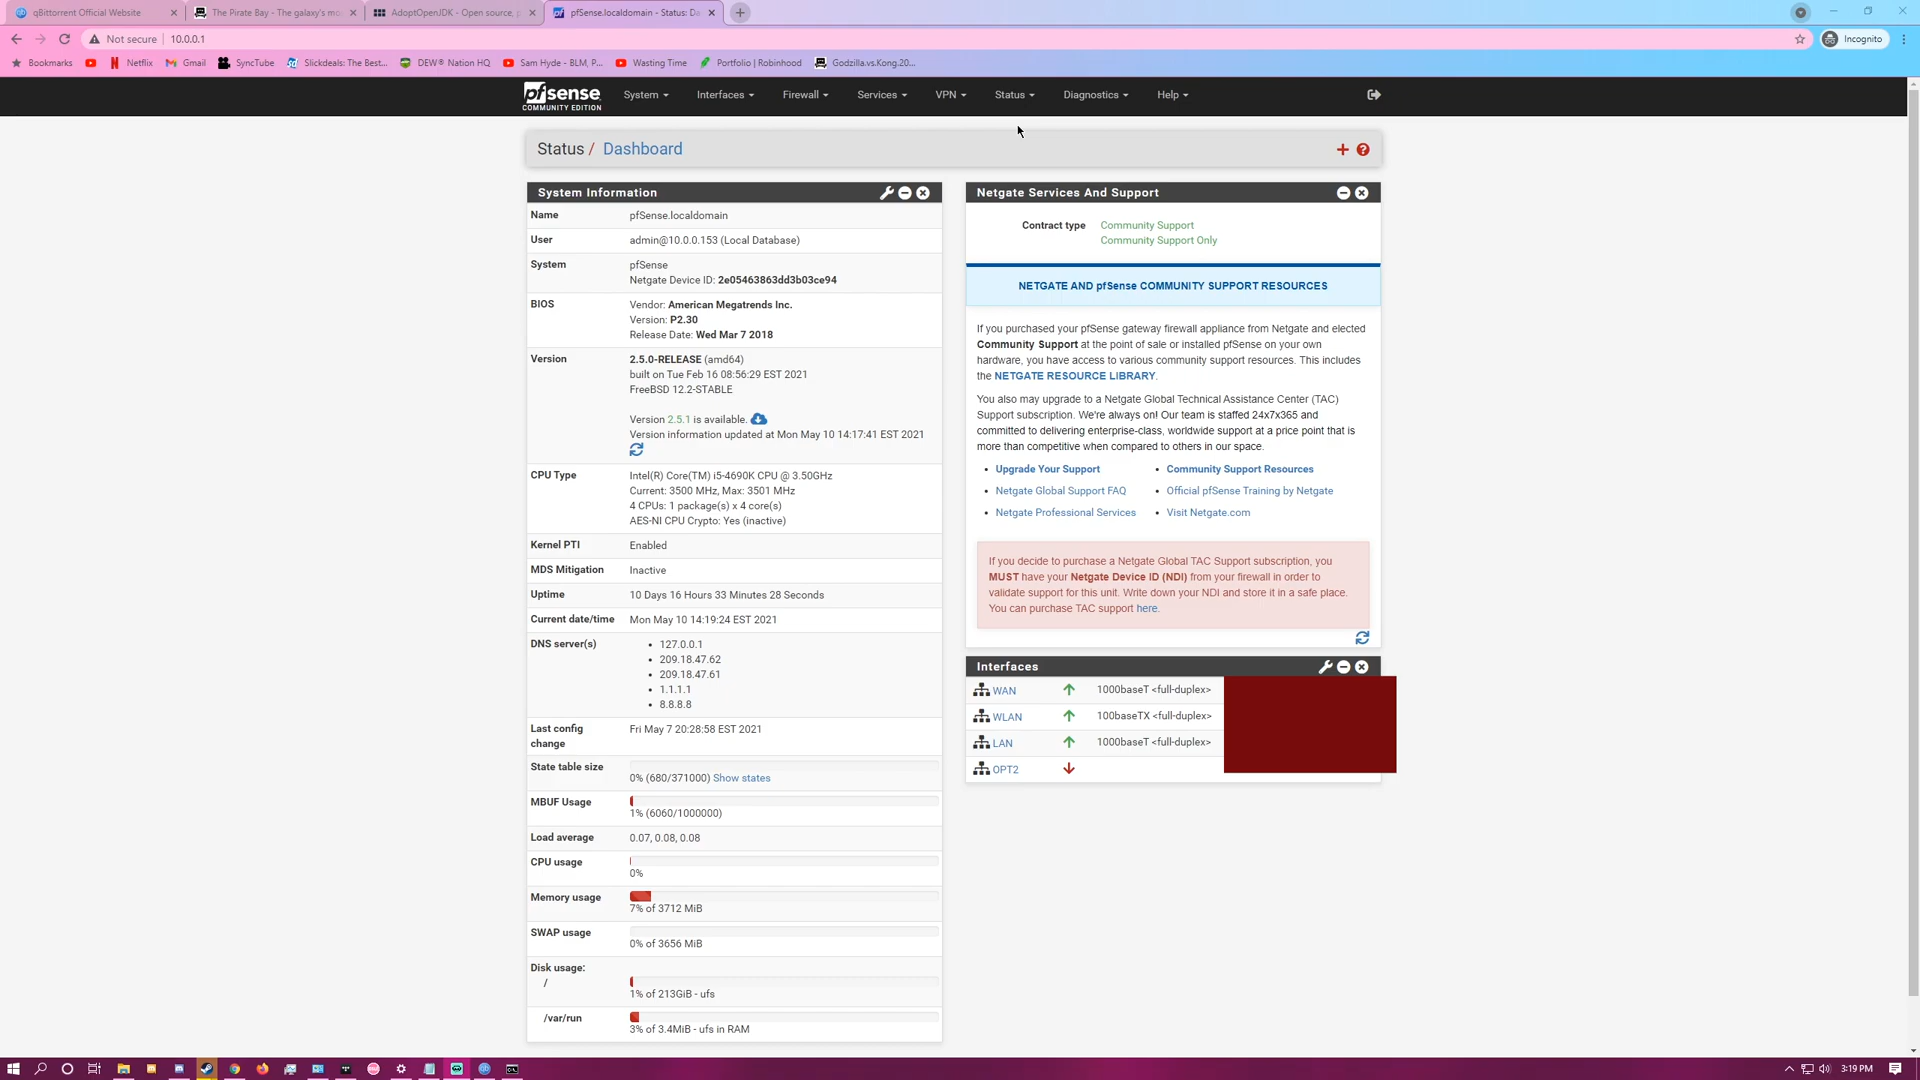 qBittorrent Official Website
The Pirate Bay - The galaxy's mo
AdoptOpenJDK - Open source, p
pfSense.localdomain - Status: Da
Not secure
10.0.0.1
Incognito
Bookmarks
Netflix
Gmail
SyncTube
Slickdeals: The Best...
DEW® Nation HQ
Sam Hyde - BLM, P...
Wasting Time
Portfolio | Robinhood
Godzilla.vs.Kong.20...
pfsense
COMMUNITY EDITION
System
Interfaces
Firewall
Services
VPN
Status
Diagnostics
Help
Status / Dashboard
System Information
Name
pfSense.localdomain
User
admin@10.0.0.153 (Local Database)
System
pfSense
Netgate Device ID: 2e05463863dd3b03ce94
BIOS
Vendor: American Megatrends Inc.
Version: P2.30
Release Date: Wed Mar 7 2018
Version
2.5.0-RELEASE (amd64)
built on Tue Feb 16 08:56:29 EST 2021
FreeBSD 12.2-STABLE
Version 2.5.1 is available.
Version information updated at Mon May 10 14:17:41 EST 2021
CPU Type
Intel(R) Core(TM) i5-4690K CPU @ 3.50GHz
Current: 3500 MHz, Max: 3501 MHz
4 CPUs: 1 package(s) x 4 core(s)
AES-NI CPU Crypto: Yes (inactive)
Kernel PTI
Enabled
MDS Mitigation
Inactive
Uptime
10 Days 16 Hours 33 Minutes 28 Seconds
Current date/time
Mon May 10 14:19:24 EST 2021
DNS server(s)
127.0.0.1
209.18.47.62
209.18.47.61
1.1.1.1
8.8.8.8
Last config
change
Fri May 7 20:28:58 EST 2021
State table size
0% (680/371000) Show states
MBUF Usage
1% (6060/1000000)
Load average
0.07, 0.08, 0.08
CPU usage
0%
Memory usage
7% of 3712 MiB
SWAP usage
0% of 3656 MiB
Disk usage:
/
1% of 213GiB - ufs
/var/run
3% of 3.4MiB - ufs in RAM
Netgate Services And Support
Contract type
Community Support
Community Support Only
NETGATE AND pfSense COMMUNITY SUPPORT RESOURCES
If you purchased your pfSense gateway firewall appliance from Netgate and elected
Community Support at the point of sale or installed pfSense on your own
hardware, you have access to various community support resources. This includes
the NETGATE RESOURCE LIBRARY.
You also may upgrade to a Netgate Global Technical Assistance Center (TAC)
Support subscription. We're always on! Our team is staffed 24x7x365 and
committed to delivering enterprise-class, worldwide support at a price point that is
more than competitive when compared to others in our space.
Upgrade Your Support
Community Support Resources
Netgate Global Support FAQ
Official pfSense Training by Netgate
Netgate Professional Services
Visit Netgate.com
If you decide to purchase a Netgate Global TAC Support subscription, you
MUST have your Netgate Device ID (NDI) from your firewall in order to
validate support for this unit. Write down your NDI and store it in a safe place.
You can purchase TAC support here.
Interfaces
WAN
1000baseT <full-duplex>
WLAN
100baseTX <full-duplex>
LAN
1000baseT <full-duplex>
OPT2
3:19 PM